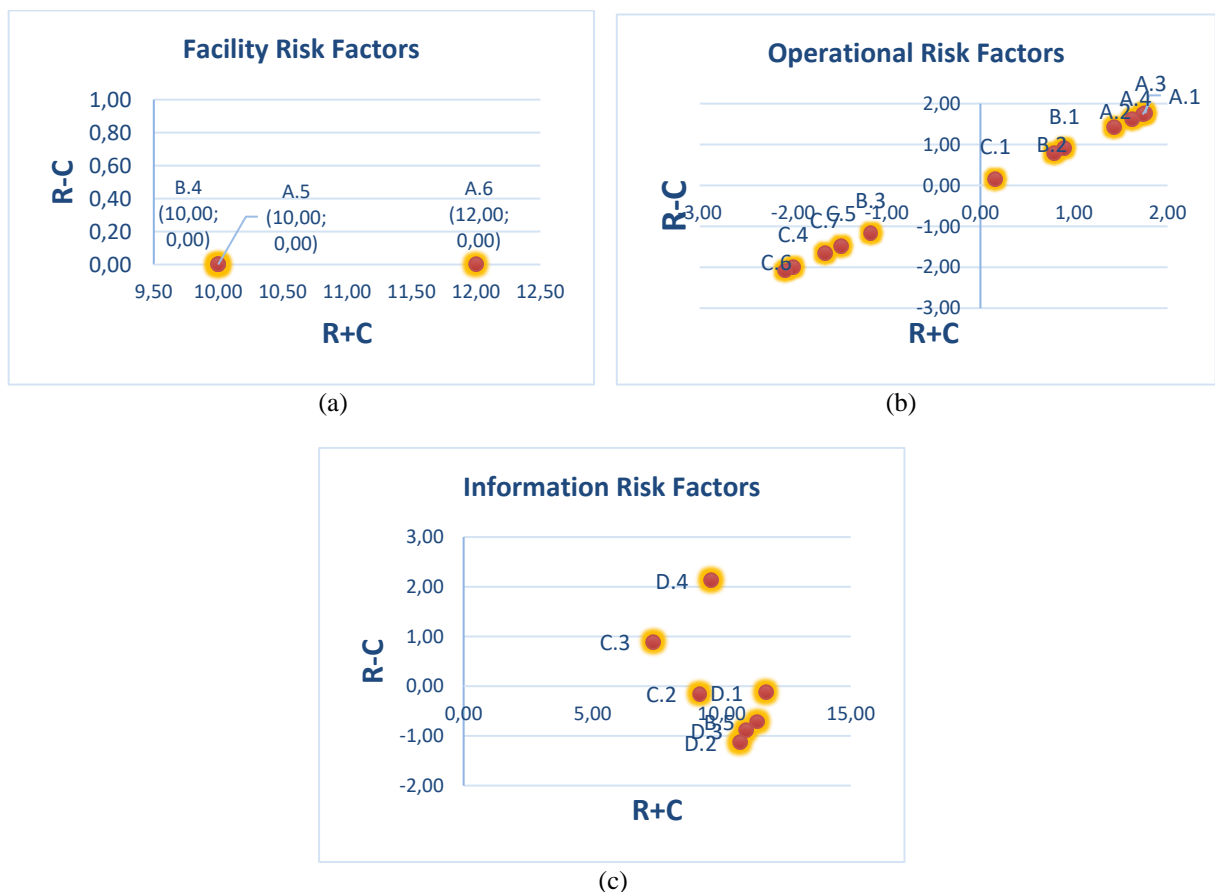 Facility Risk Factors
1,00
0,80
0,60
0,40
0,20
0,00
R-C
B.4
(10,00;
0,00)
A.5
(10,00;
0,00)
A.6
(12,00;
0,00)
9,50 10,00 10,50 11,00 11,50 12,00 12,50
R+C
(a)
Operational Risk Factors
A.3
A.4 A.1
2,00
B.1 A.2
1,00
C.1 B.2
0,00
R-C
-3,00 -2,00 -1,00 0,00 1,00 2,00
B.3
C.7 C.5
C.4
-1,00
C.6
-2,00
-3,00
R+C
(b)
Information Risk Factors
3,00
2,00
1,00
0,00
-1,00
-2,00
R-C
D.4
C.3
C.2 D.1
0,00 5,00 10,00 15,00
B.5
D.3
D.2
R+C
(c)